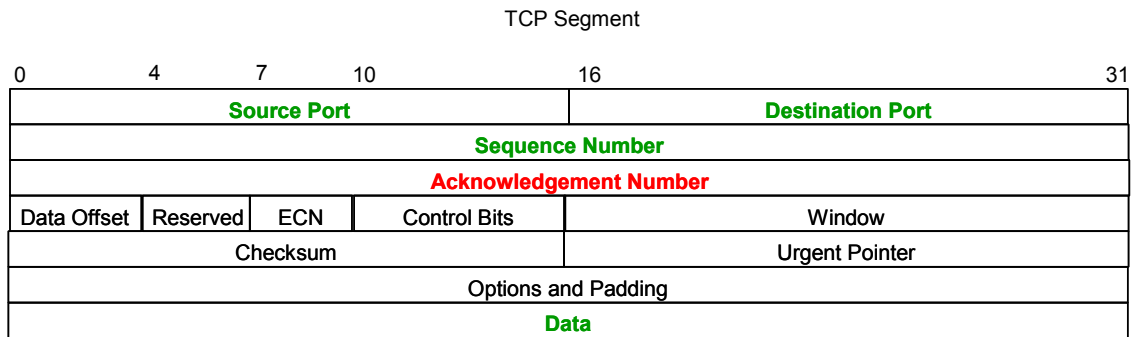 TCP Segment
0 4 7 10 16 31
Source Port Destination Port
Sequence Number
Acknowledgement Number
Data Offset Reserved ECN Control Bits Window
Checksum Urgent Pointer
Options and Padding
Data